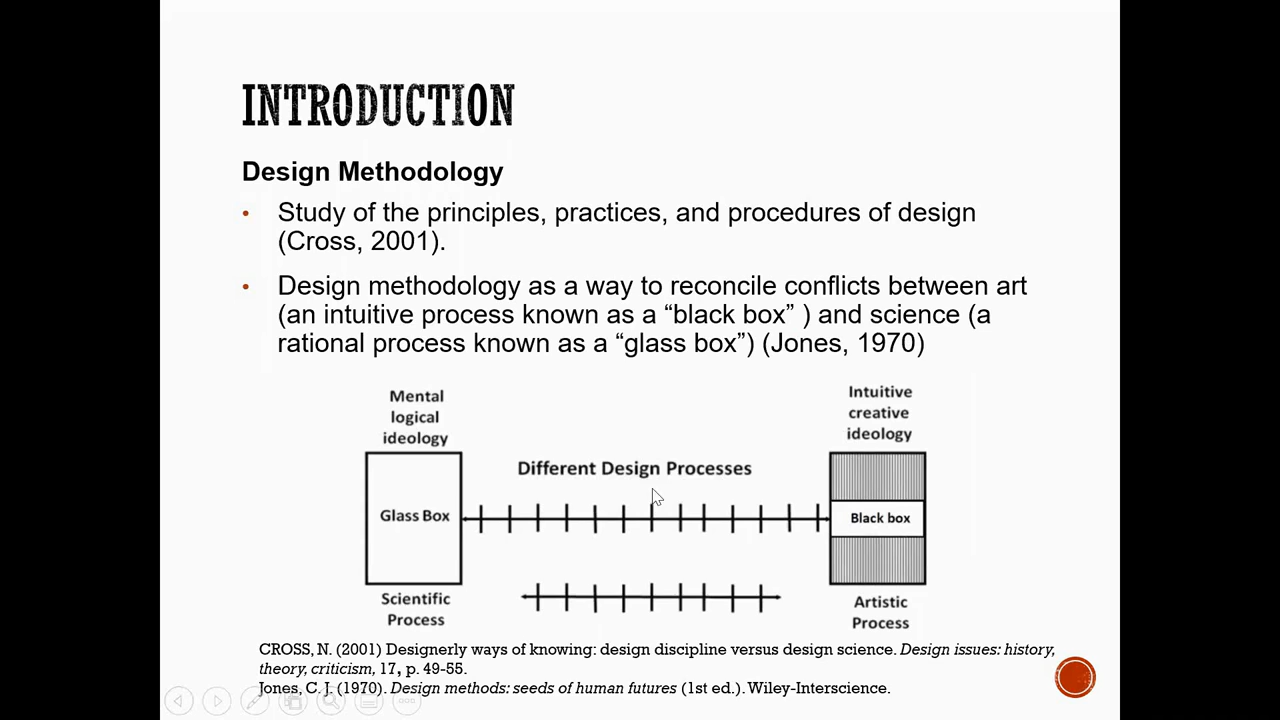 INTRODUCTION
Design Methodology
• Study of the principles, practices, and procedures of design
(Cross, 2001).
• Design methodology as a way to reconcile conflicts between art
(an intuitive process known as a “black box” ) and science (a
rational process known as a “glass box”) (Jones, 1970)
Mental
logical
ideology
Glass Box
Scientific
Process
Different Design Processes
Intuitive
creative
ideology
Black box
Artistic
Process
CROSS, N. (2001) Designerly ways of knowing: design discipline versus design science. Design issues: history,
theory, criticism, 17, p. 49-55.
Jones, C. J. (1970). Design methods: seeds of human futures (1st ed.). Wiley-Interscience.